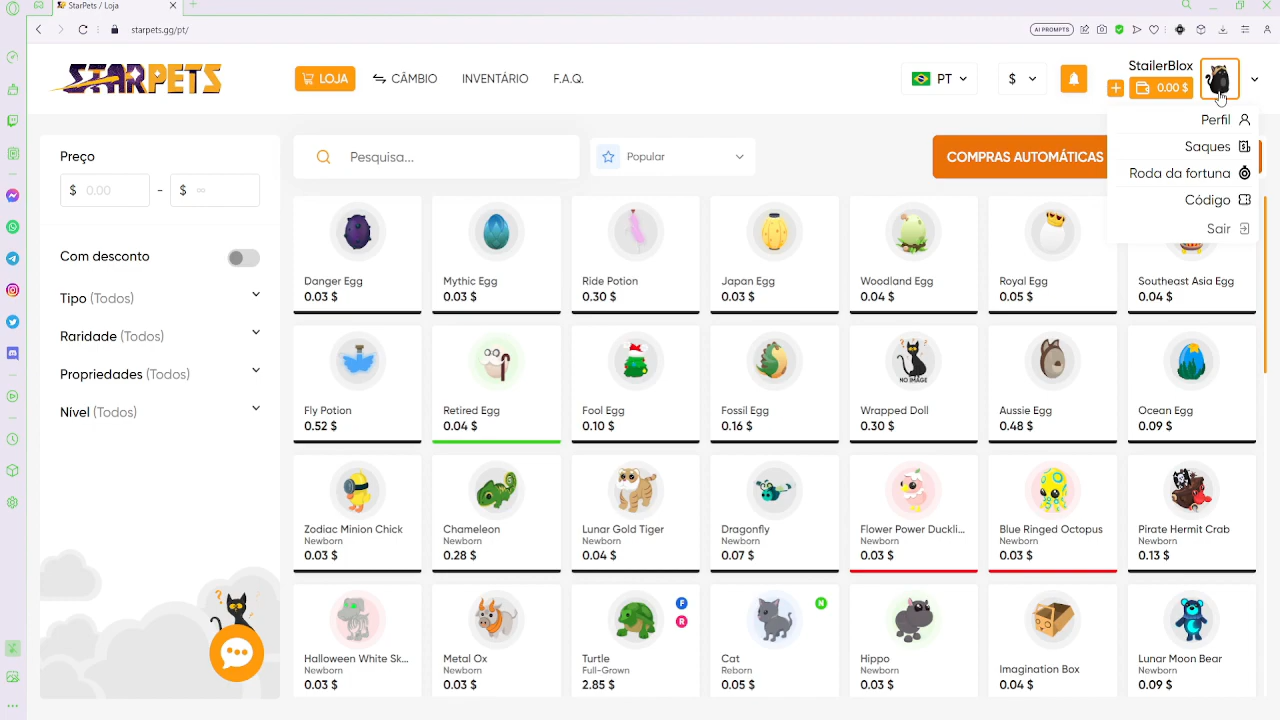 StarPets / Loja
starpets.gg/pt/
AI PROMPTS
STARPETS
LOJA
CÂMBIO
INVENTÁRIO
F.A.Q.
PT
$
StailerBlox
0.00 $
Perfil
Saques
Roda da fortuna
Código
Sair
Preço
$ 0.00 - $ ∞
Com desconto
Tipo (Todos)
Raridade (Todos)
Propriedades (Todos)
Nível (Todos)
Pesquisa...
Popular
COMPRAS AUTOMÁTICAS
Danger Egg
0.03 $
Mythic Egg
0.03 $
Ride Potion
0.30 $
Japan Egg
0.03 $
Woodland Egg
0.04 $
Royal Egg
0.05 $
Southeast Asia Egg
0.04 $
Fly Potion
0.52 $
Retired Egg
0.04 $
Fool Egg
0.10 $
Fossil Egg
0.16 $
NO IMAGE
Wrapped Doll
0.30 $
Aussie Egg
0.48 $
Ocean Egg
0.09 $
Zodiac Minion Chick
Newborn
0.03 $
Chameleon
Newborn
0.28 $
Lunar Gold Tiger
Newborn
0.04 $
Dragonfly
Newborn
0.07 $
Flower Power Duckli...
Newborn
0.03 $
Blue Ringed Octopus
Newborn
0.03 $
Pirate Hermit Crab
Newborn
0.13 $
Halloween White Sk...
Newborn
0.03 $
Metal Ox
Newborn
0.03 $
F
R
Turtle
Full-Grown
2.85 $
N
Cat
Reborn
0.05 $
Hippo
Newborn
0.03 $
Imagination Box
0.04 $
Lunar Moon Bear
Newborn
0.09 $